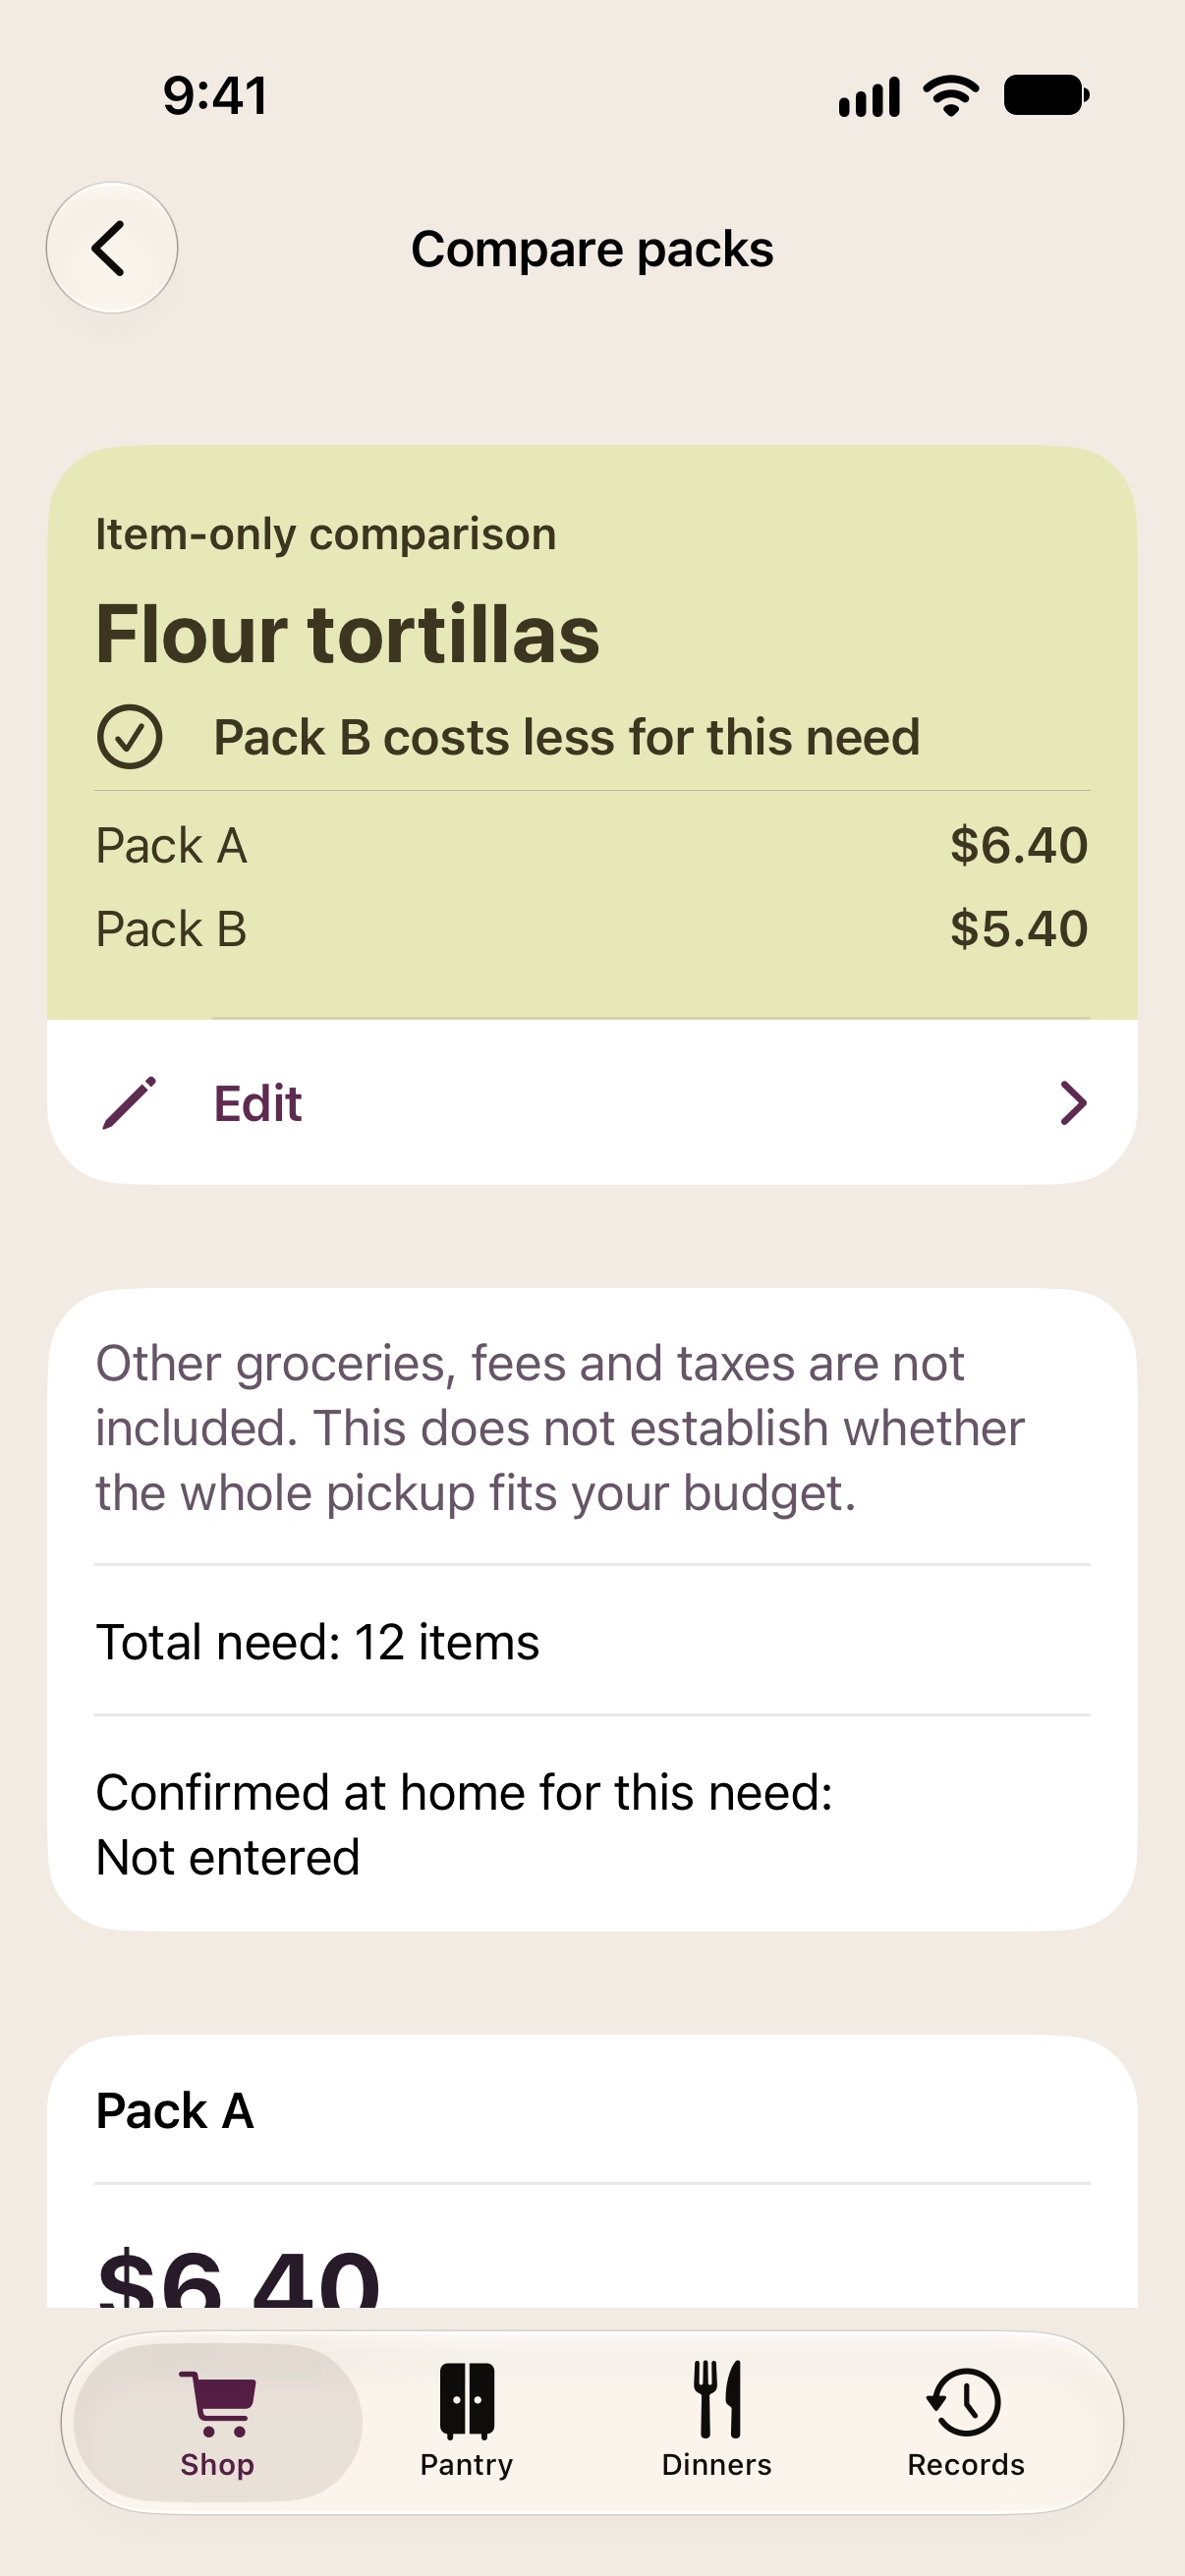 9:41
Compare packs
Item-only comparison
Flour tortillas
Pack B costs less for this need
Pack A $6.40
Pack B $5.40
Edit
Other groceries, fees and taxes are not
included. This does not establish whether
the whole pickup fits your budget.
Total need: 12 items
Confirmed at home for this need:
Not entered
Pack A
$6.40
Shop Pantry Dinners Records